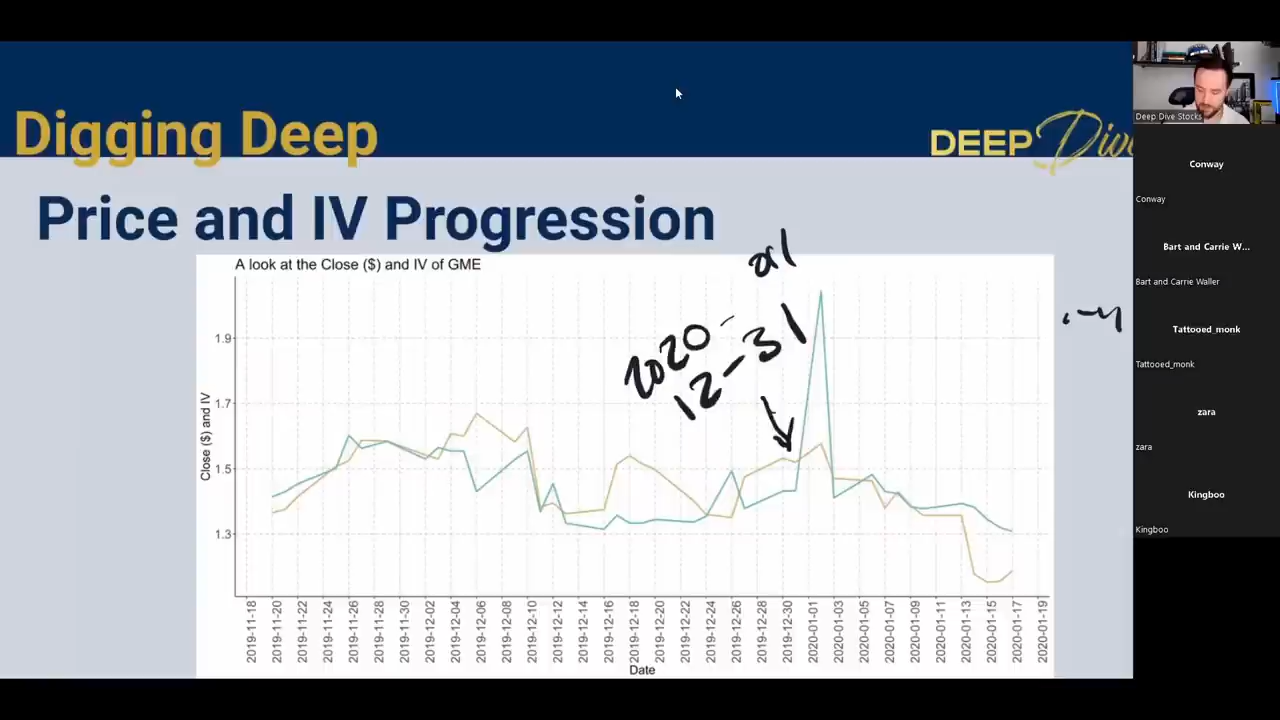 Digging Deep
DEEP Dive
Price and IV Progression
A look at the Close ($) and IV of GME
2020-
12-31
Close ($) and IV
1.9
1.7
1.5
1.3
2019-11-18
2019-11-20
2019-11-22
2019-11-24
2019-11-26
2019-11-28
2019-11-30
2019-12-02
2019-12-04
2019-12-06
2019-12-08
2019-12-10
2019-12-12
2019-12-14
2019-12-16
2019-12-18
2019-12-20
2019-12-22
2019-12-24
2019-12-26
2019-12-28
2019-12-30
2020-01-01
2020-01-03
2020-01-05
2020-01-07
2020-01-09
2020-01-11
2020-01-13
2020-01-15
2020-01-17
2020-01-19
Date
Deep Dive Stocks
Conway
Conway
Bart and Carrie W...
Bart and Carrie Waller
Tattooed_monk
Tattooed_monk
zara
zara
Kingboo
Kingboo